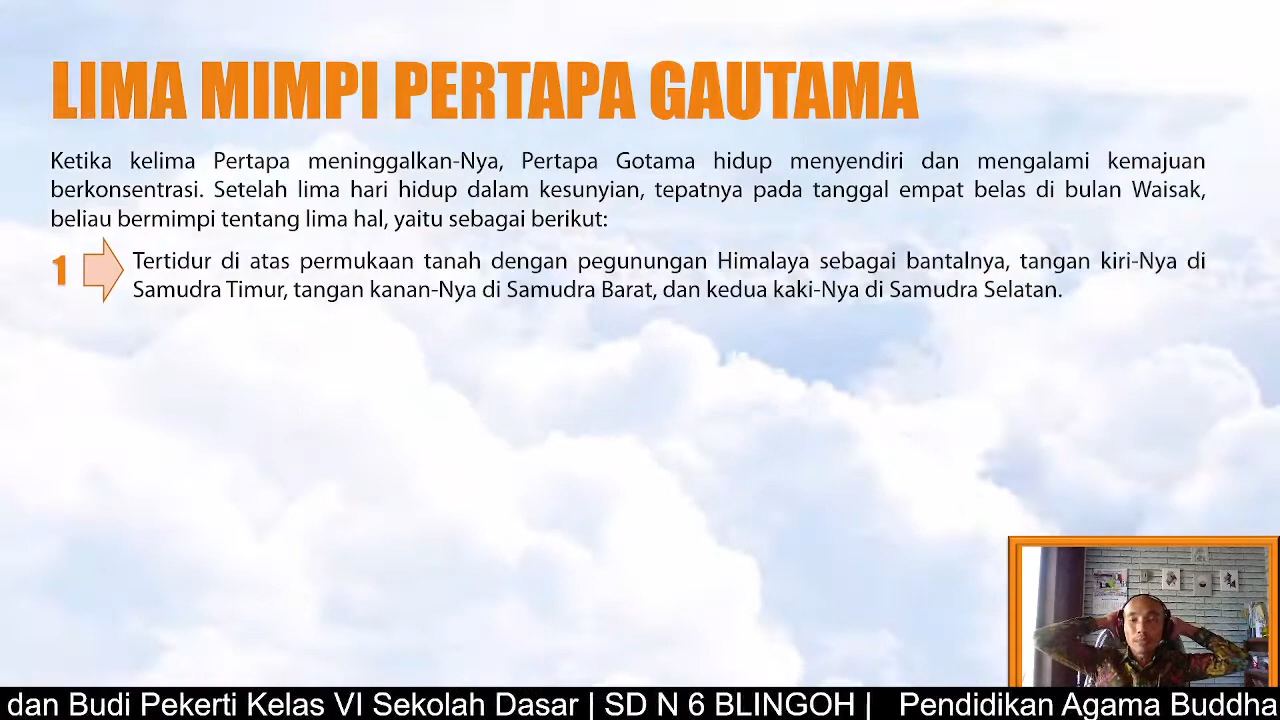 LIMA MIMPI PERTAPA GAUTAMA
Ketika kelima Pertapa meninggalkan-Nya, Pertapa Gotama hidup menyendiri dan mengalami kemajuan
berkonsentrasi. Setelah lima hari hidup dalam kesunyian, tepatnya pada tanggal empat belas di bulan Waisak,
beliau bermimpi tentang lima hal, yaitu sebagai berikut:
1 Tertidur di atas permukaan tanah dengan pegunungan Himalaya sebagai bantalnya, tangan kiri-Nya di
Samudra Timur, tangan kanan-Nya di Samudra Barat, dan kedua kaki-Nya di Samudra Selatan.
dan Budi Pekerti Kelas VI Sekolah Dasar | SD N 6 BLINGOH | Pendidikan Agama Buddha